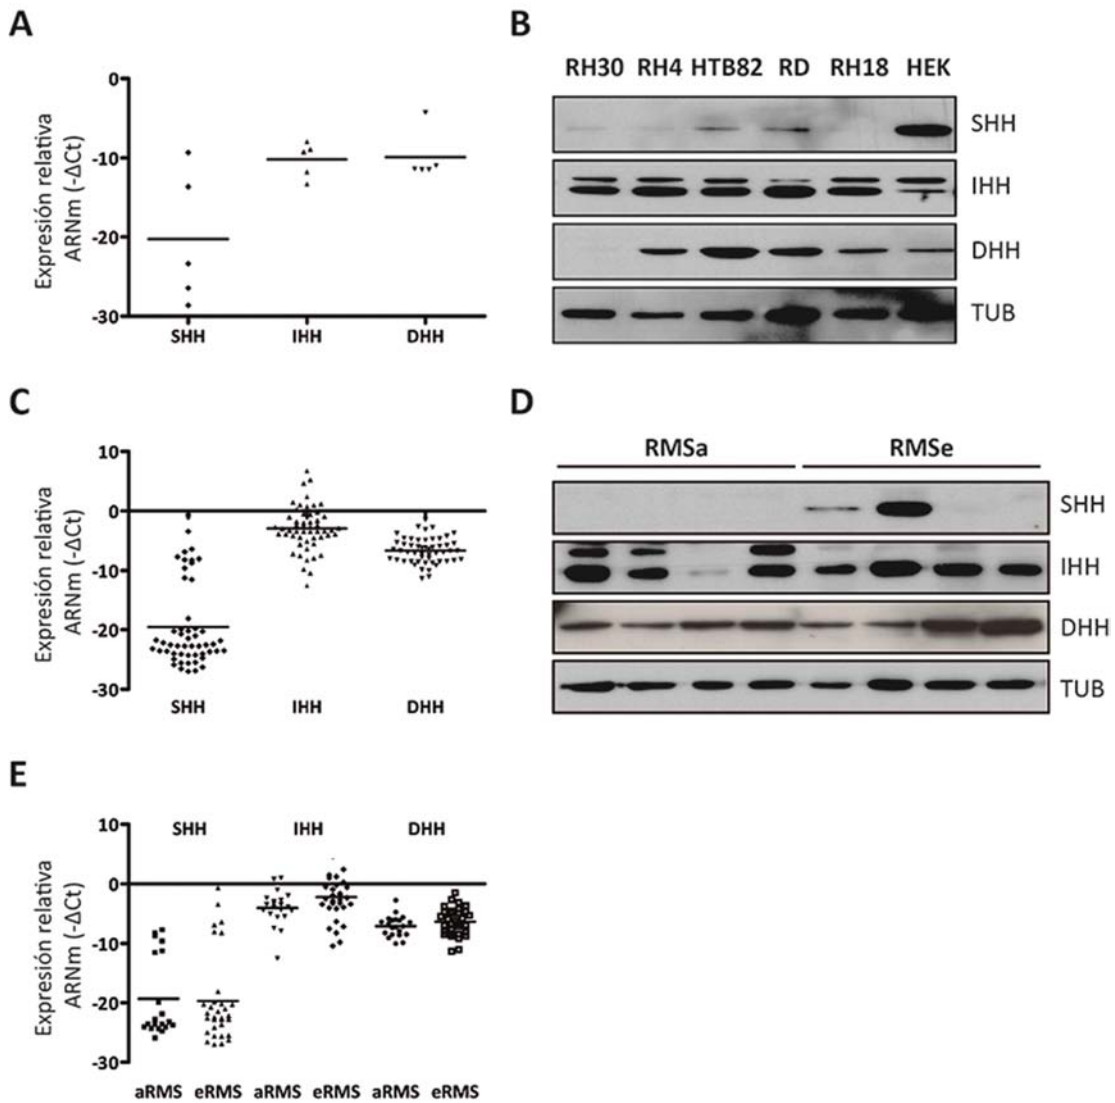 A
Expresión relativa
ARNm (-ΔCt)
0
-10
-20
-30
SHH IHH DHH
B
RH30 RH4 HTB82 RD RH18 HEK
SHH
IHH
DHH
TUB
C
Expresión relativa
ARNm (-ΔCt)
10
0
-10
-20
-30
SHH IHH DHH
D
RMSa RMSe
SHH
IHH
DHH
TUB
E
Expresión relativa
ARNm (-ΔCt)
10
0
-10
-20
-30
SHH IHH DHH
aRMS eRMS aRMS eRMS aRMS eRMS